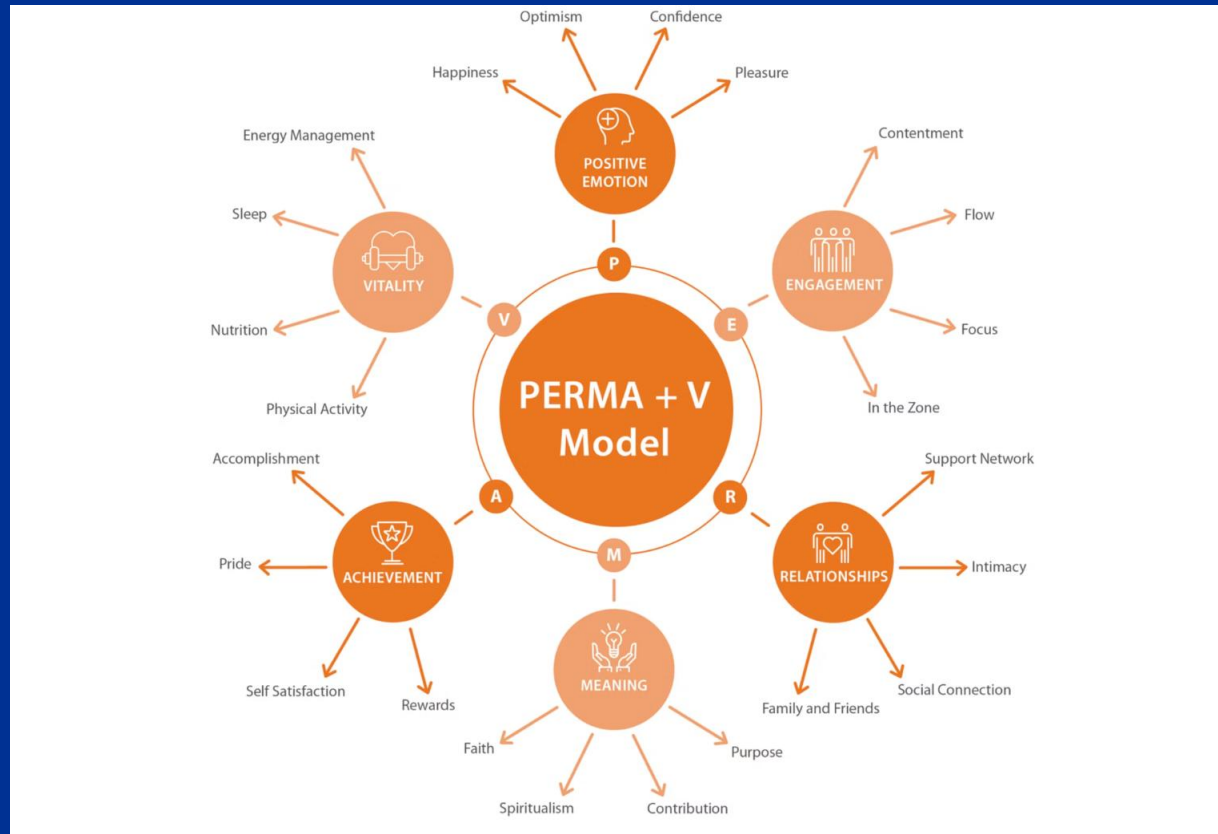 Optimism
Confidence
Happiness
Pleasure
POSITIVE
EMOTION
Energy Management
Sleep
VITALITY
Nutrition
Physical Activity
Contentment
Flow
ENGAGEMENT
Focus
In the Zone
P
V
E
PERMA + V
Model
A
R
M
Accomplishment
Pride
ACHIEVEMENT
Self Satisfaction
Rewards
Support Network
Intimacy
RELATIONSHIPS
Social Connection
Family and Friends
MEANING
Faith
Purpose
Spiritualism
Contribution